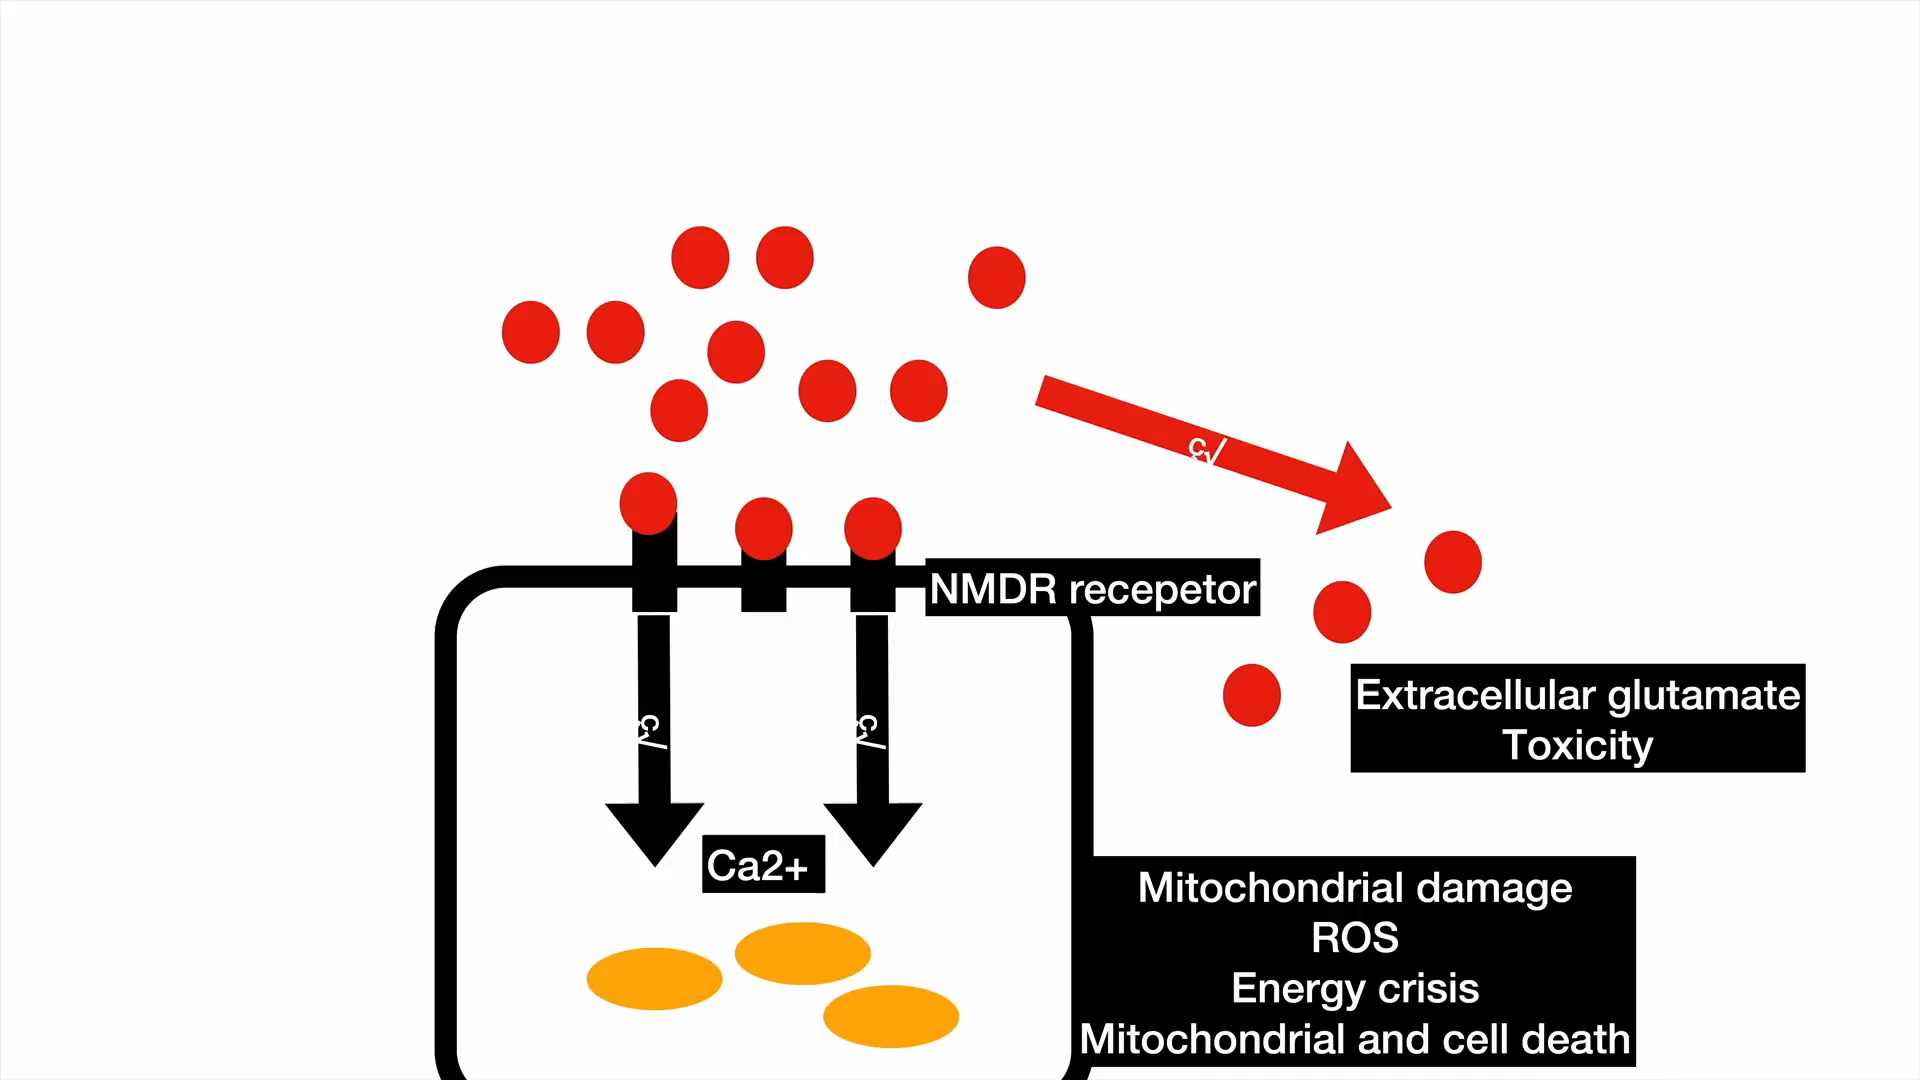 NMDR recepetor
Extracellular glutamate
Toxicity
Ca2+
Mitochondrial damage
ROS
Energy crisis
Mitochondrial and cell death